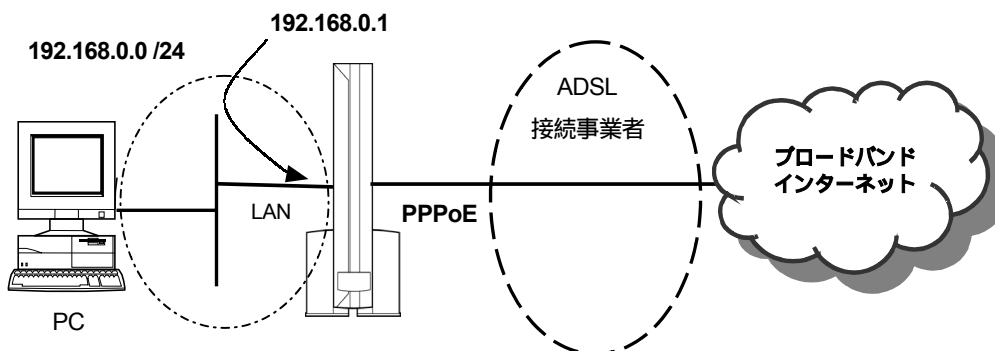 192.168.0.1
192.168.0.0 /24
ADSL
接続事業者
ブロードバンド
インターネット
LAN
PPPoE
PC